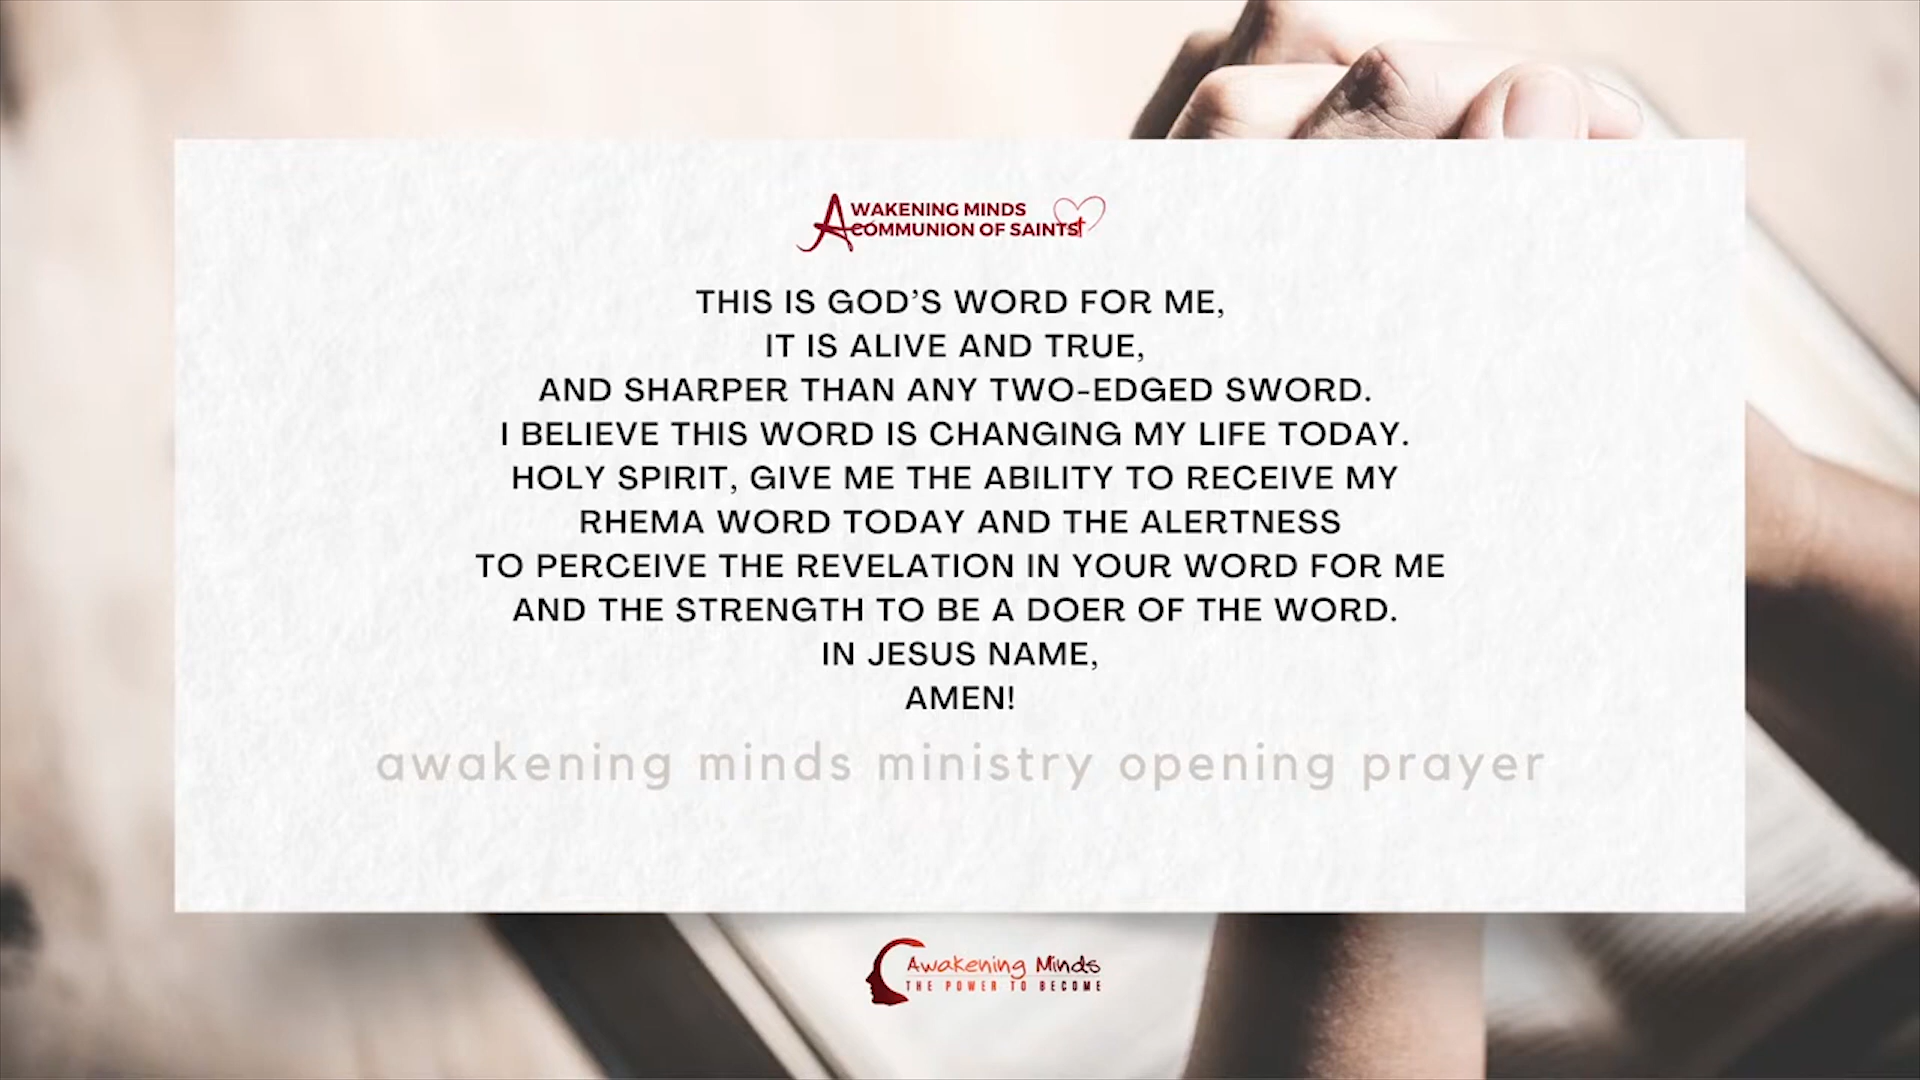 AWAKENING MINDS
COMMUNION OF SAINTS
THIS IS GOD’S WORD FOR ME,
IT IS ALIVE AND TRUE,
AND SHARPER THAN ANY TWO-EDGED SWORD.
I BELIEVE THIS WORD IS CHANGING MY LIFE TODAY.
HOLY SPIRIT, GIVE ME THE ABILITY TO RECEIVE MY
RHEMA WORD TODAY AND THE ALERTNESS
TO PERCEIVE THE REVELATION IN YOUR WORD FOR ME
AND THE STRENGTH TO BE A DOER OF THE WORD.
IN JESUS NAME,
AMEN!
awakening minds ministry opening prayer
Awakening Minds
THE POWER TO BECOME